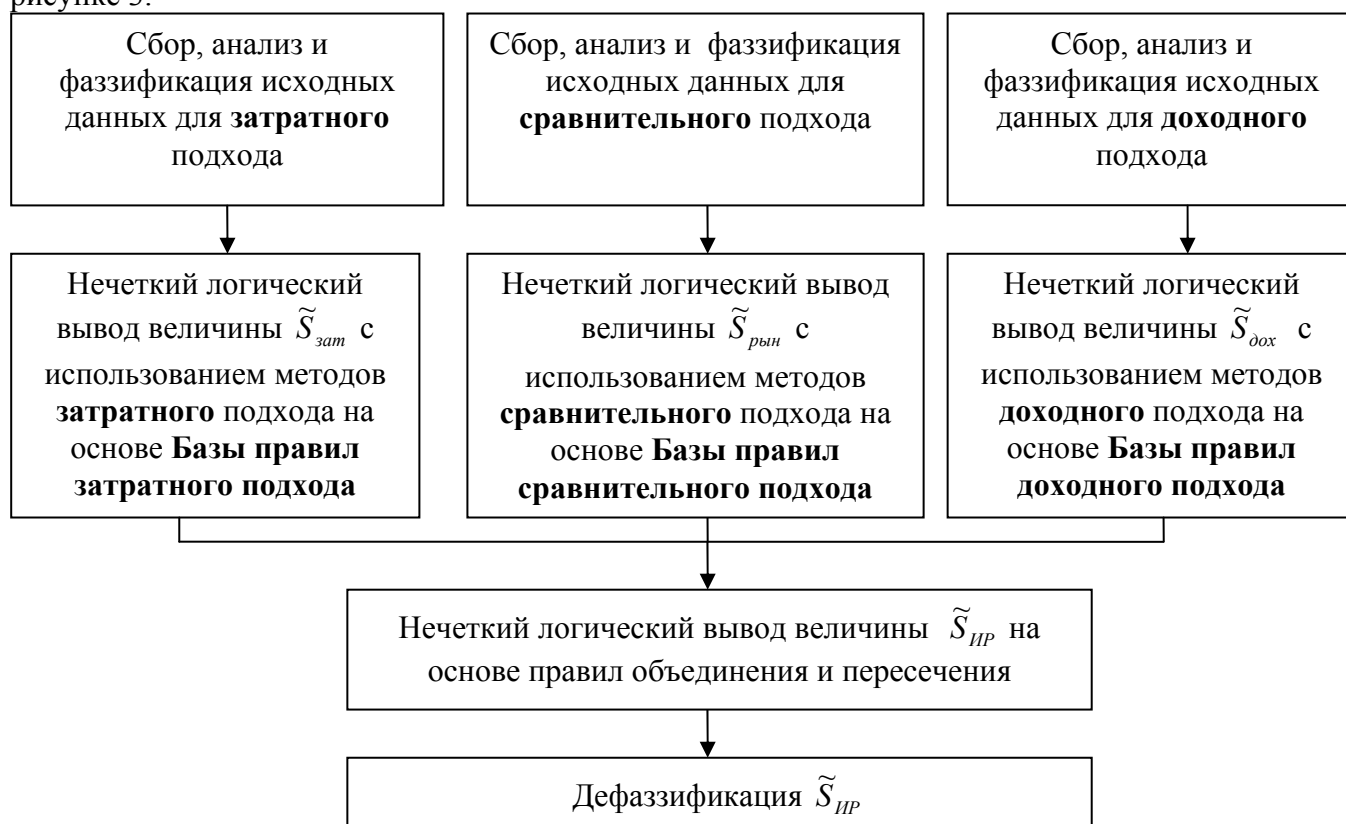 рисунке 3.
Сбор, анализ и
фаззификация исходных
данных для затратного
подхода
Сбор, анализ и фаззификация
исходных данных для
сравнительного подхода
Сбор, анализ и
фаззификация исходных
данных для доходного
подхода
Нечеткий логический
вывод величины S̃зат с
использованием методов
затратного подхода на
основе Базы правил
затратного подхода
Нечеткий логический вывод
величины S̃рын с
использованием методов
сравнительного подхода на
основе Базы правил
сравнительного подхода
Нечеткий логический
вывод величины S̃дох с
использованием методов
доходного подхода на
основе Базы правил
доходного подхода
Нечеткий логический вывод величины S̃ИР на
основе правил объединения и пересечения
Дефаззификация S̃ИР